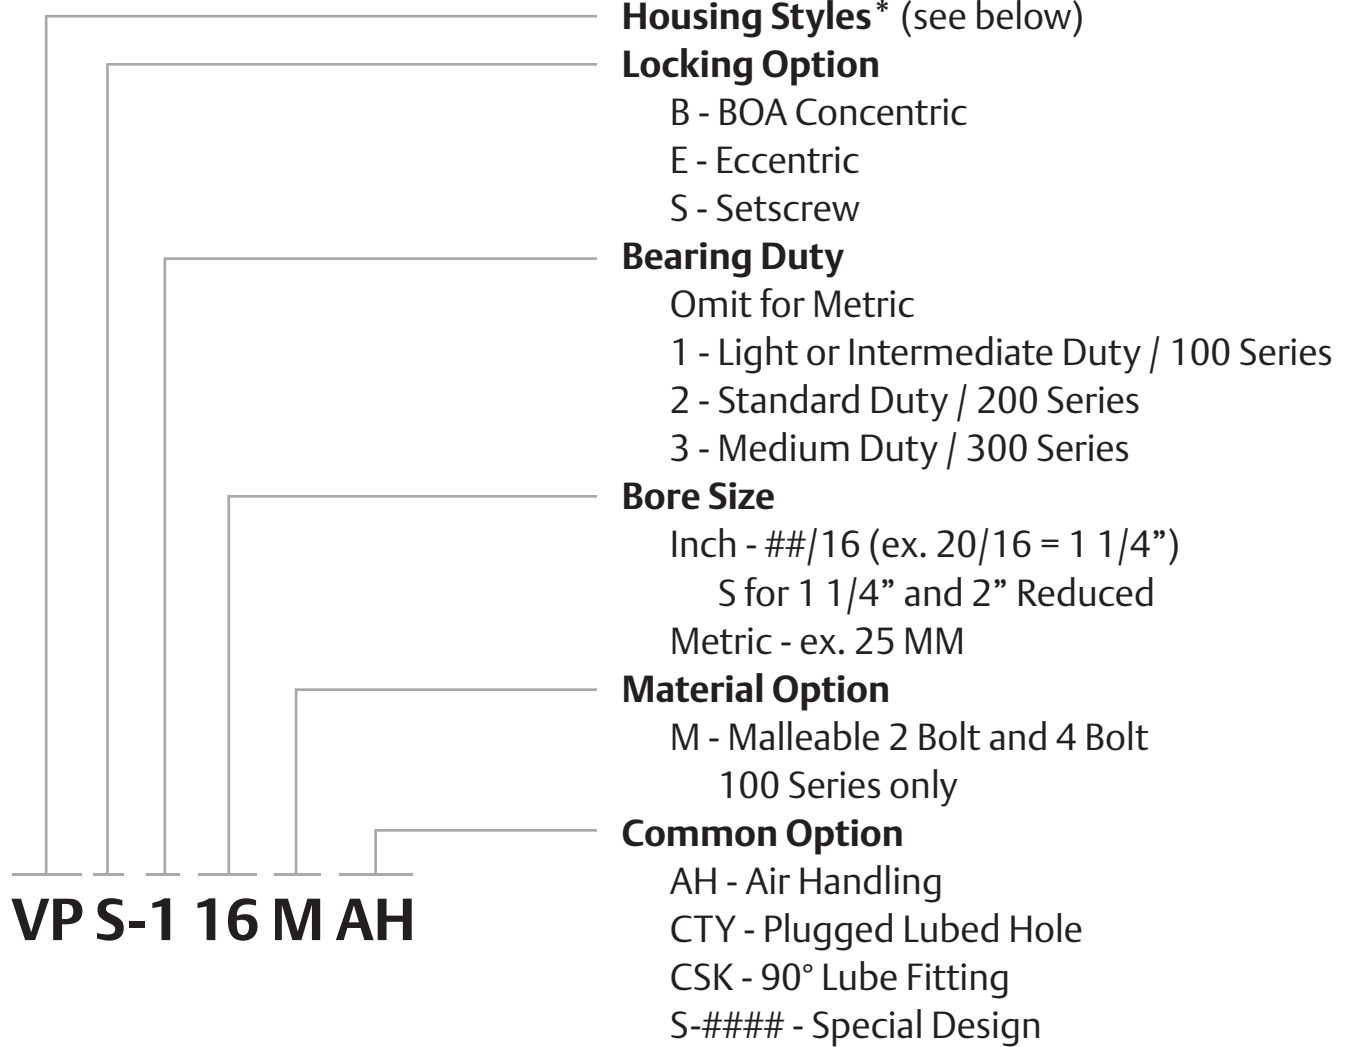 Housing Styles* (see below)
Locking Option
B - BOA Concentric
E - Eccentric
S - Setscrew
Bearing Duty
Omit for Metric
1 - Light or Intermediate Duty / 100 Series
2 - Standard Duty / 200 Series
3 - Medium Duty / 300 Series
Bore Size
Inch - ##/16 (ex. 20/16 = 1 1/4”)
S for 1 1/4” and 2” Reduced
Metric - ex. 25 MM
Material Option
M - Malleable 2 Bolt and 4 Bolt
100 Series only
Common Option
AH - Air Handling
CTY - Plugged Lubed Hole
CSK - 90° Lube Fitting
S-#### - Special Design
VP S-1 16 M AH